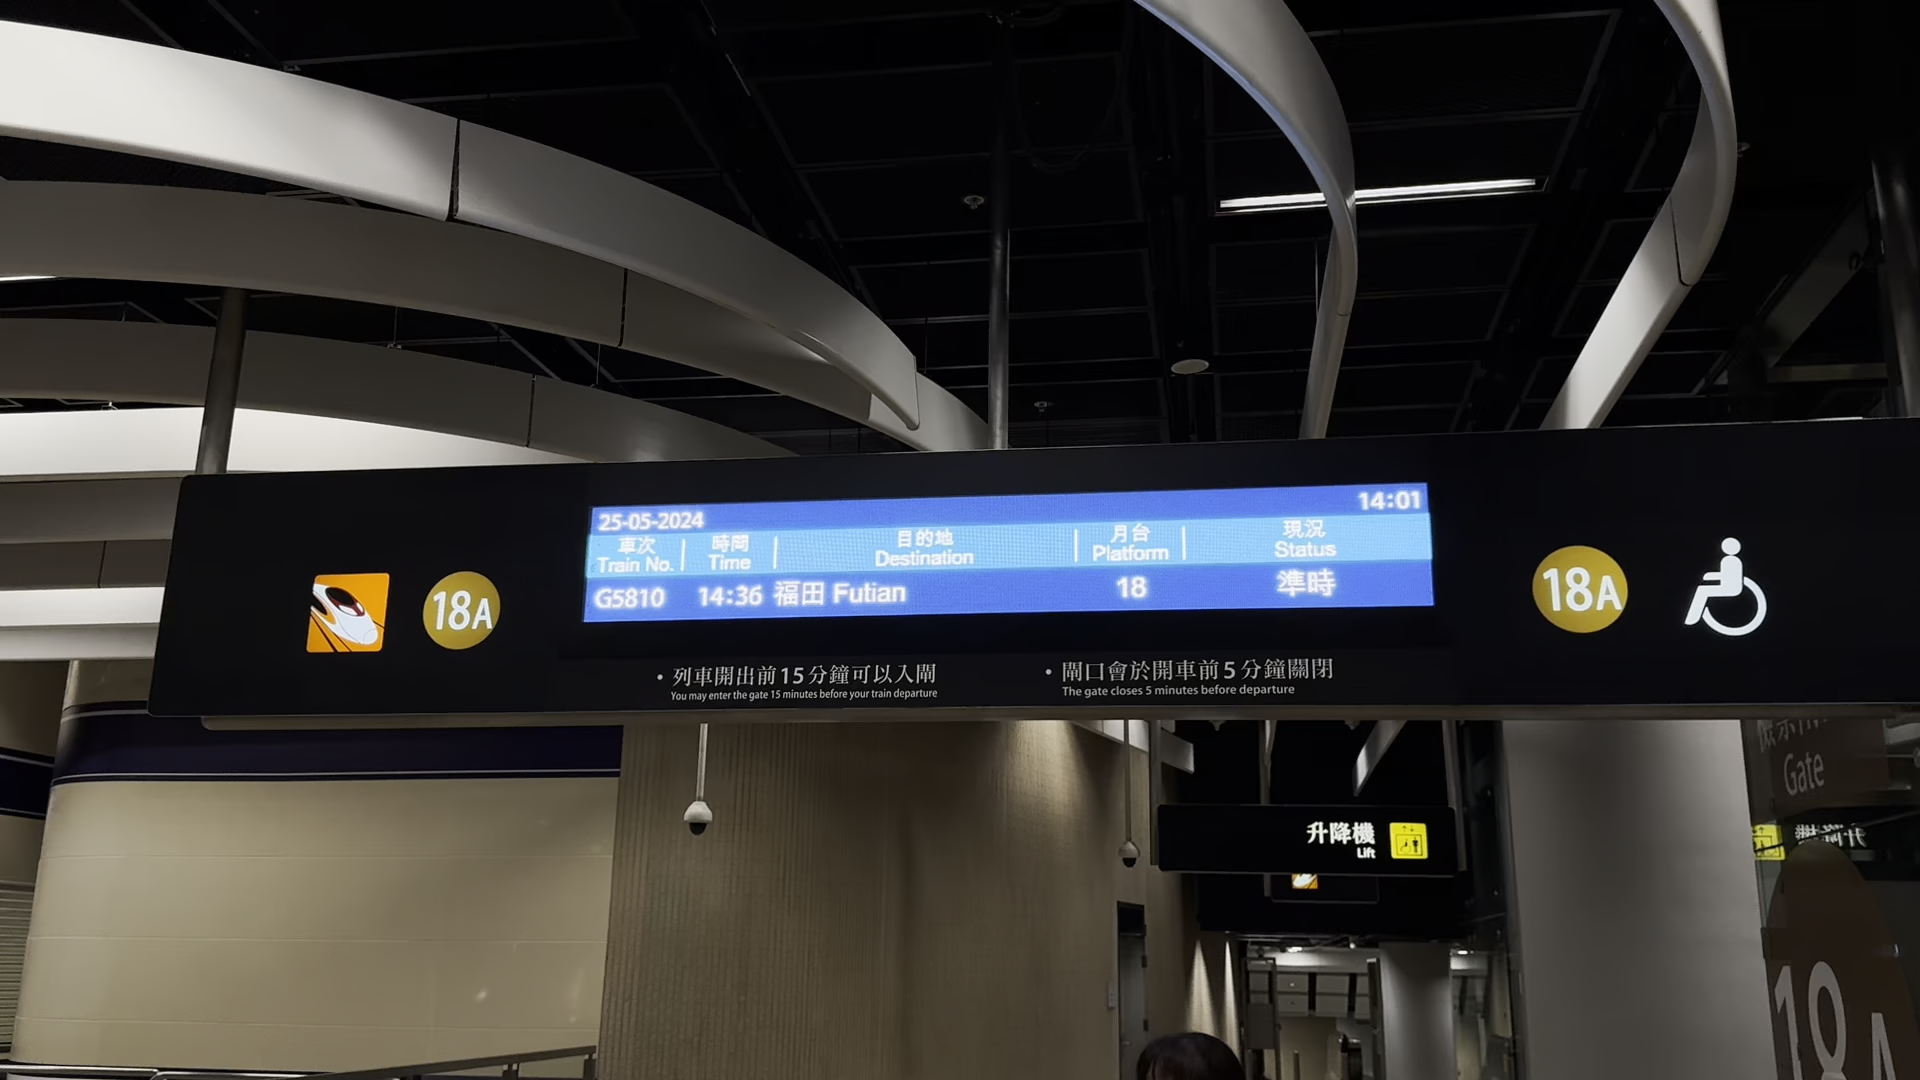 25-05-2024 14:01
車次 時間 目的地 月台 現況
Train No. Time Destination Platform Status
G5810 14:36 福田 Futian 18 準時
18A
18A
• 列車開出前15分鐘可以入閘 • 閘口會於開車前5分鐘關閉
You may enter the gate 15 minutes before your train departure The gate closes 5 minutes before departure
Gate
升降機
Lift
18A